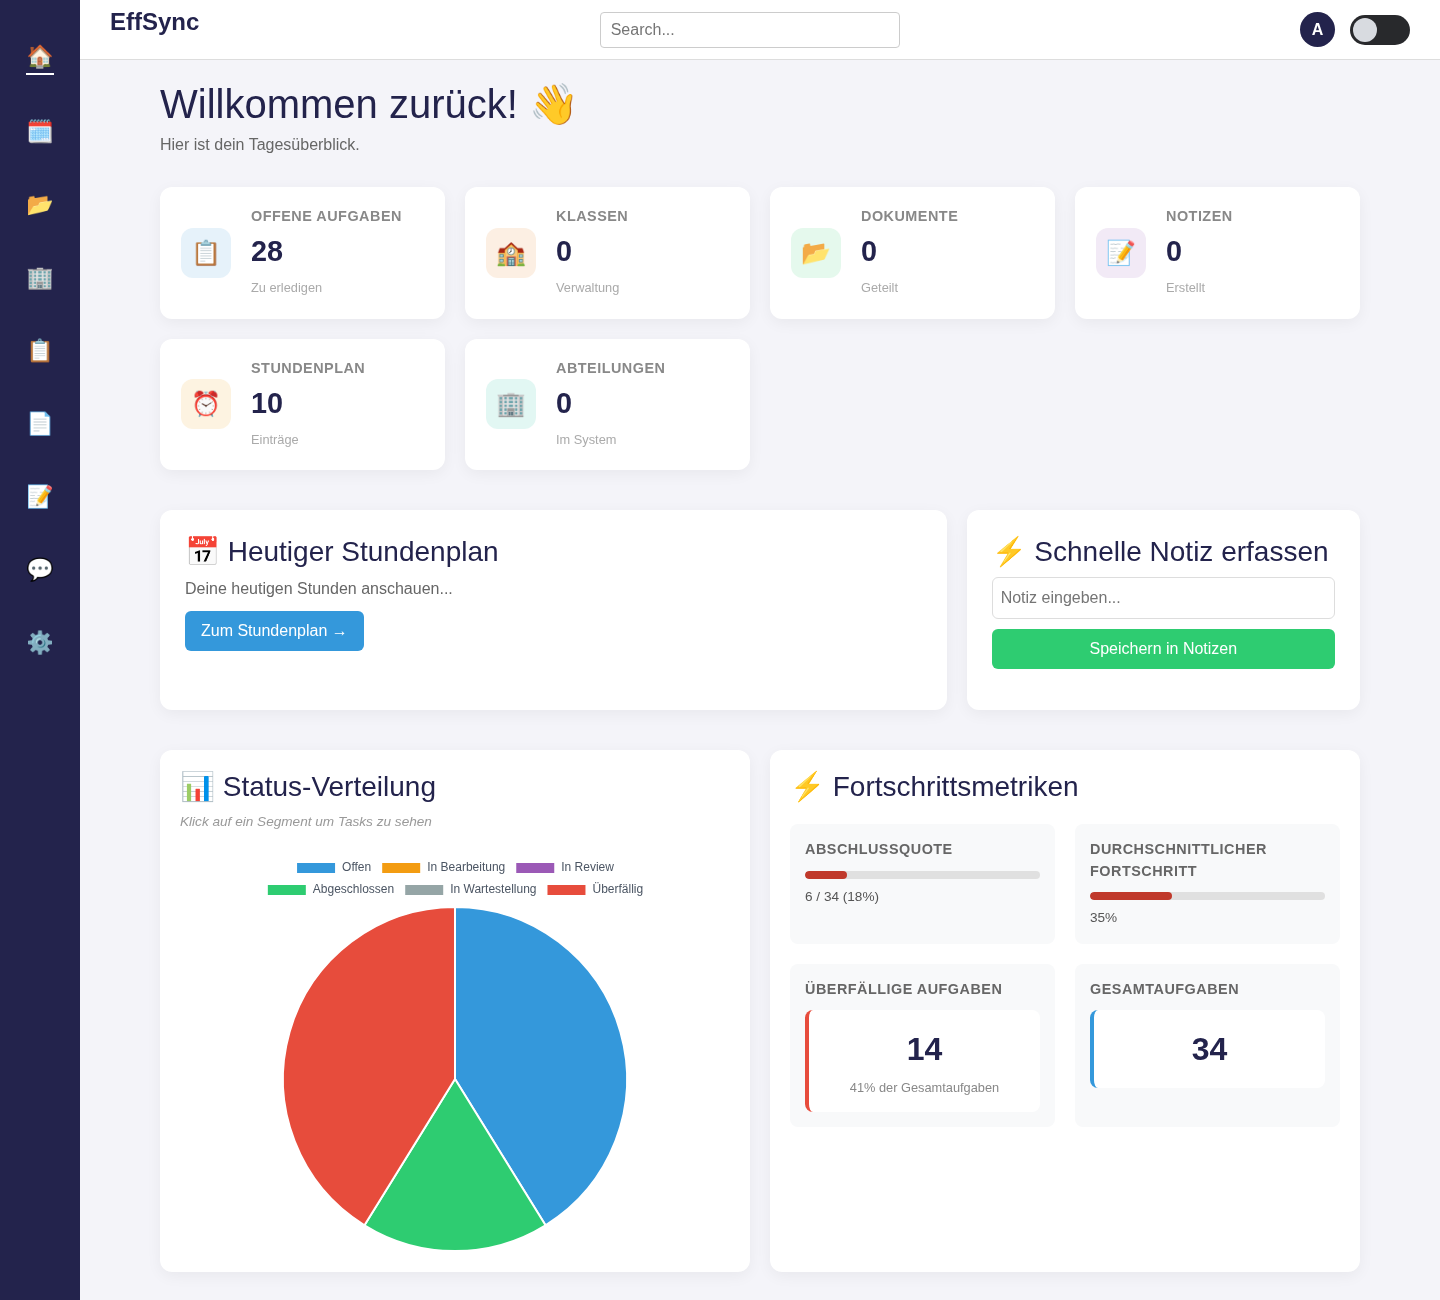 EffSync
Search...
A
Willkommen zurück! 👋
Hier ist dein Tagesüberblick.
OFFENE AUFGABEN
28
Zu erledigen
KLASSEN
0
Verwaltung
DOKUMENTE
0
Geteilt
NOTIZEN
0
Erstellt
STUNDENPLAN
10
Einträge
ABTEILUNGEN
0
Im System
📅 Heutiger Stundenplan
Deine heutigen Stunden anschauen...
Zum Stundenplan →
⚡ Schnelle Notiz erfassen
Notiz eingeben...
Speichern in Notizen
📊 Status-Verteilung
Klick auf ein Segment um Tasks zu sehen
Offen In Bearbeitung In Review
Abgeschlossen In Wartestellung Überfällig
⚡ Fortschrittsmetriken
ABSCHLUSSQUOTE
6 / 34 (18%)
DURCHSCHNITTLICHER
FORTSCHRITT
35%
ÜBERFÄLLIGE AUFGABEN
14
41% der Gesamtaufgaben
GESAMTAUFGABEN
34